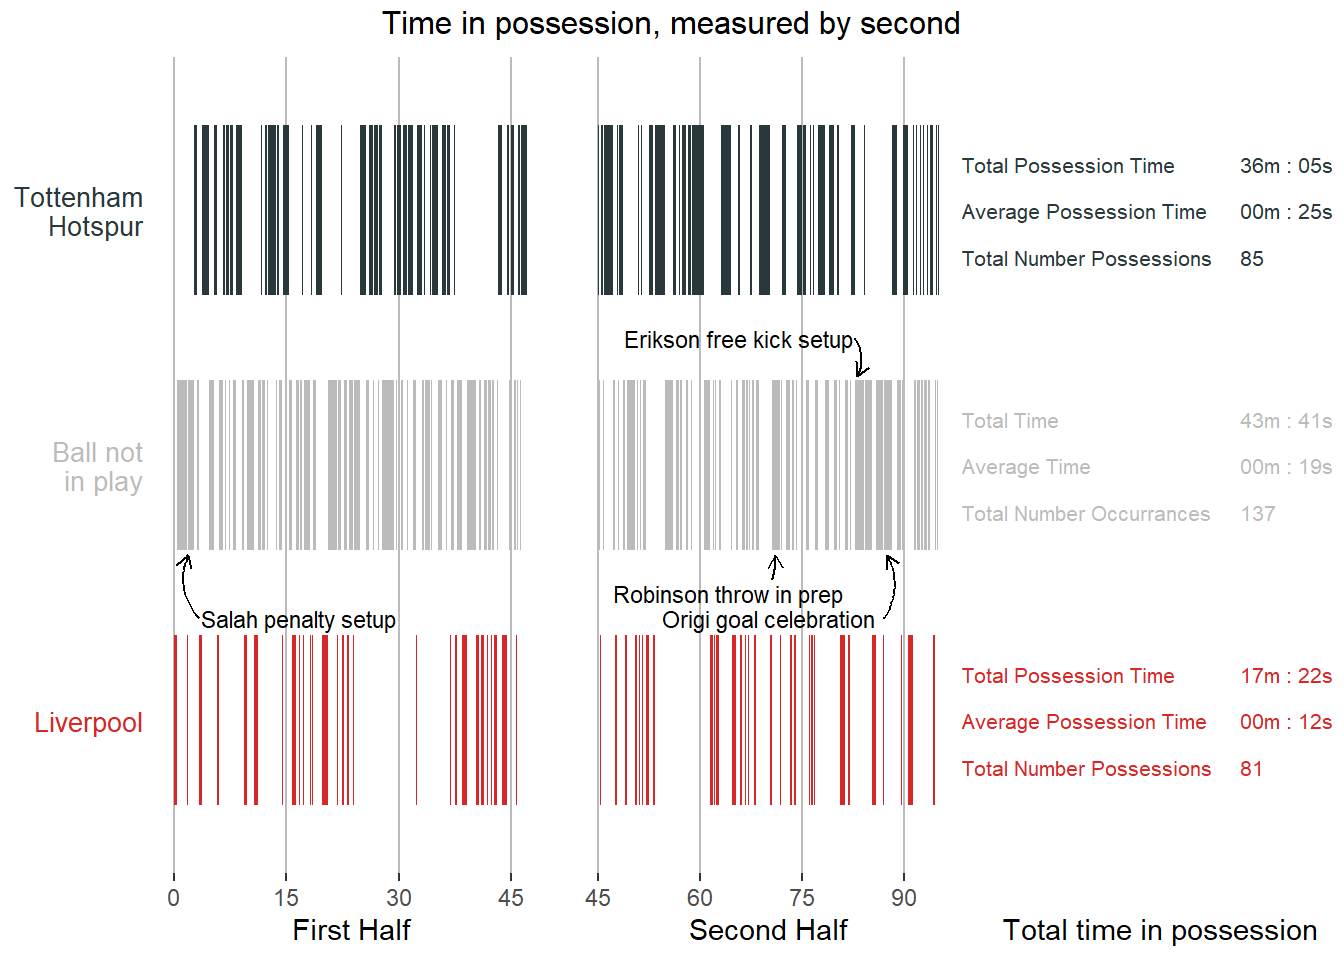 Time in possession, measured by second
Tottenham
Hotspur
Total Possession Time 36m : 05s
Average Possession Time 00m : 25s
Total Number Possessions 85
Erikson free kick setup
Ball not
in play
Total Time 43m : 41s
Average Time 00m : 19s
Total Number Occurrances 137
Robinson throw in prep
Salah penalty setup
Origi goal celebration
Liverpool
Total Possession Time 17m : 22s
Average Possession Time 00m : 12s
Total Number Possessions 81
0 15 30 45 45 60 75 90
First Half Second Half Total time in possession